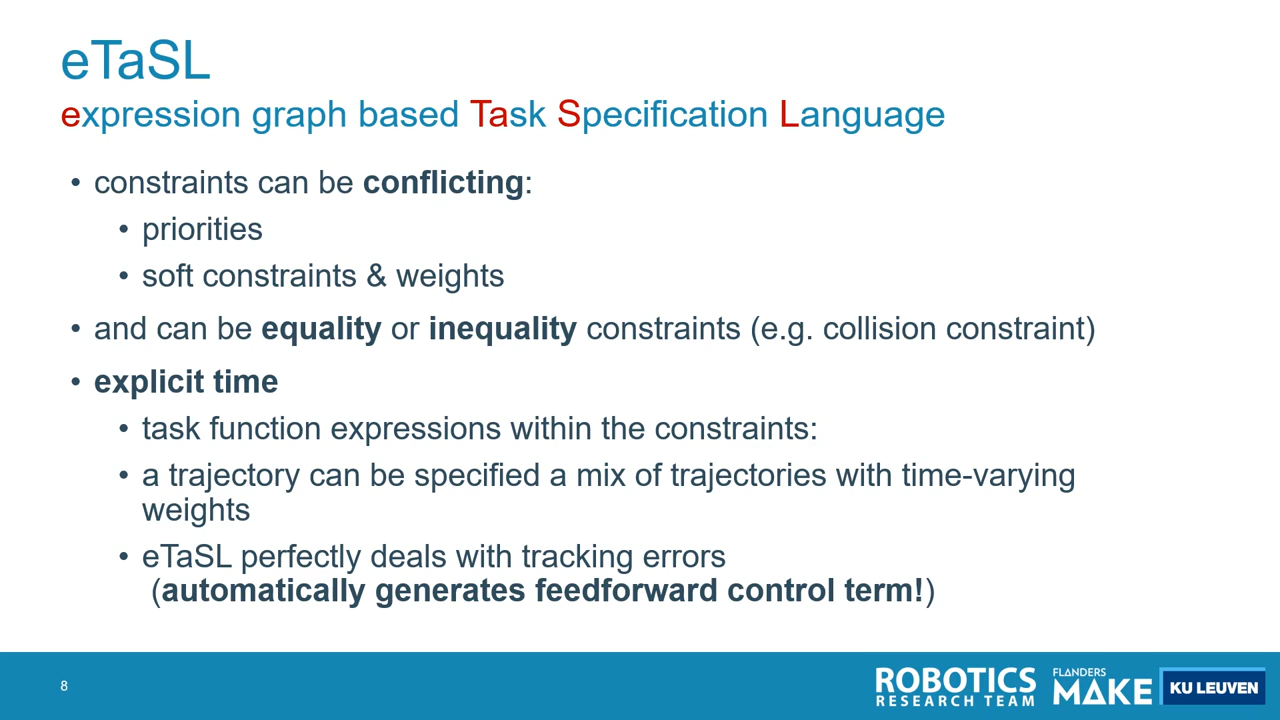 eTaSL
expression graph based Task Specification Language
• constraints can be conflicting:
• priorities
• soft constraints & weights
• and can be equality or inequality constraints (e.g. collision constraint)
• explicit time
• task function expressions within the constraints:
• a trajectory can be specified a mix of trajectories with time-varying
weights
• eTaSL perfectly deals with tracking errors
(automatically generates feedforward control term!)
8
ROBOTICS
RESEARCH TEAM
FLANDERS
MAKE
KU LEUVEN